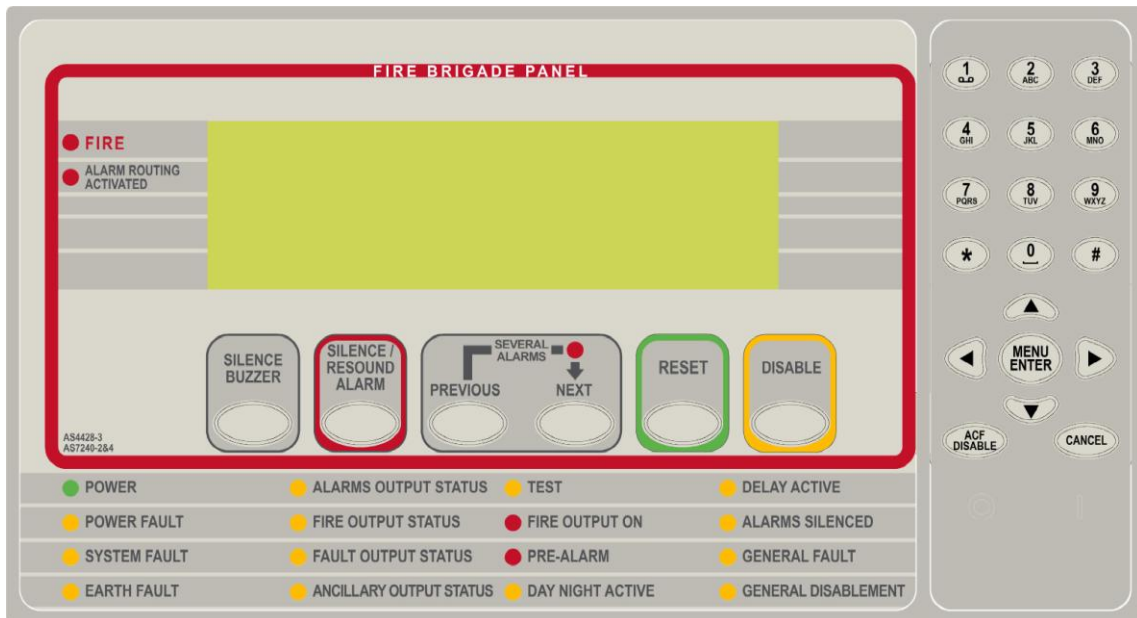 FIRE BRIGADE PANEL
FIRE
ALARM ROUTING
ACTIVATED
SILENCE
BUZZER
SILENCE /
RESOUND
ALARM
SEVERAL
ALARMS
PREVIOUS
NEXT
RESET
DISABLE
AS4428-3
AS7240-2&4
POWER
ALARMS OUTPUT STATUS
TEST
DELAY ACTIVE
POWER FAULT
FIRE OUTPUT STATUS
FIRE OUTPUT ON
ALARMS SILENCED
SYSTEM FAULT
FAULT OUTPUT STATUS
PRE-ALARM
GENERAL FAULT
EARTH FAULT
ANCILLARY OUTPUT STATUS
DAY NIGHT ACTIVE
GENERAL DISABLEMENT
1
2
ABC
3
DEF
4
GHI
5
JKL
6
MNO
7
PQRS
8
TUV
9
WXYZ
*
0
#
MENU
ENTER
ACF
DISABLE
CANCEL